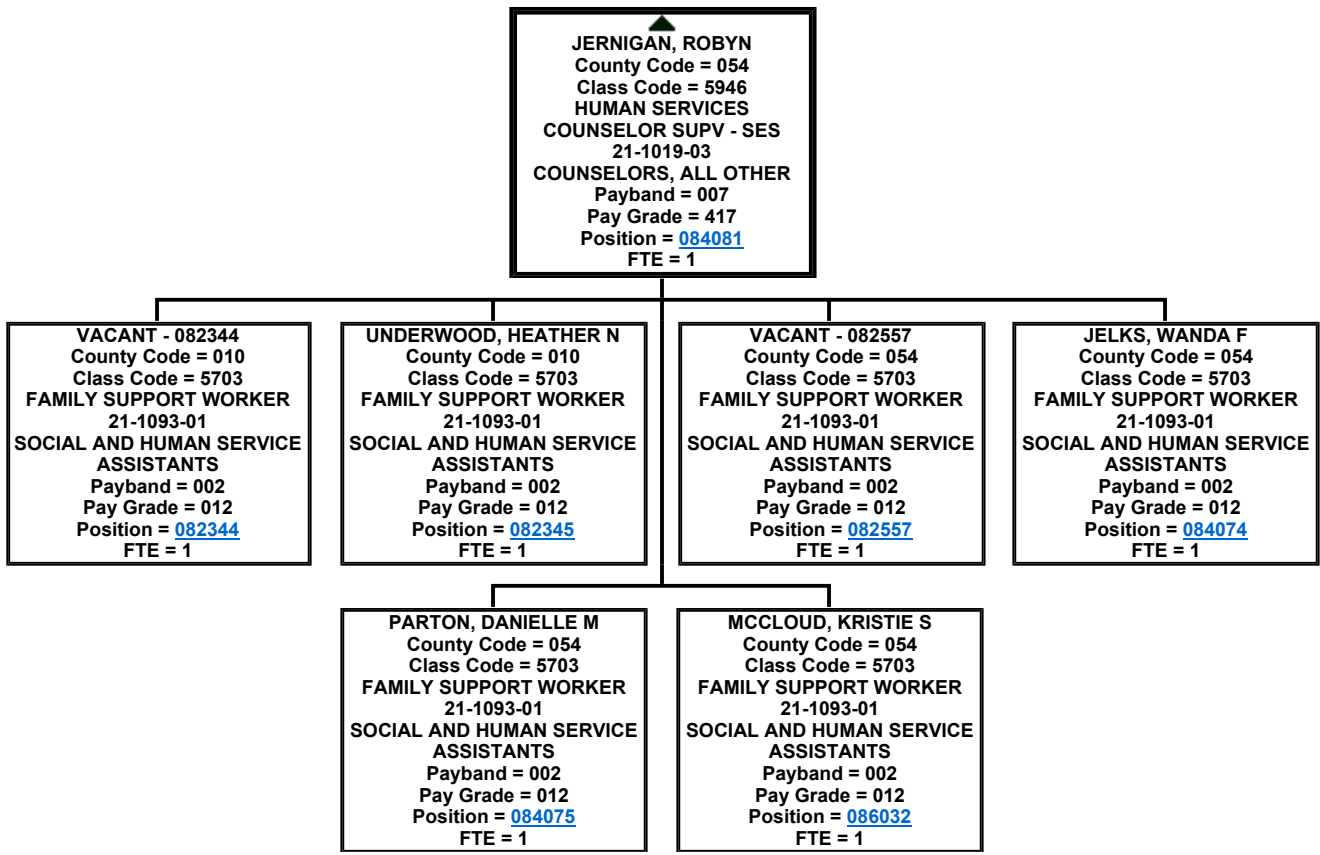 JERNIGAN, ROBYN
County Code = 054
Class Code = 5946
HUMAN SERVICES
COUNSELOR SUPV - SES
21-1019-03
COUNSELORS, ALL OTHER
Payband = 007
Pay Grade = 417
Position = 084081
FTE = 1
VACANT - 082344
County Code = 010
Class Code = 5703
FAMILY SUPPORT WORKER
21-1093-01
SOCIAL AND HUMAN SERVICE
ASSISTANTS
Payband = 002
Pay Grade = 012
Position = 082344
FTE = 1
UNDERWOOD, HEATHER N
County Code = 010
Class Code = 5703
FAMILY SUPPORT WORKER
21-1093-01
SOCIAL AND HUMAN SERVICE
ASSISTANTS
Payband = 002
Pay Grade = 012
Position = 082345
FTE = 1
VACANT - 082557
County Code = 054
Class Code = 5703
FAMILY SUPPORT WORKER
21-1093-01
SOCIAL AND HUMAN SERVICE
ASSISTANTS
Payband = 002
Pay Grade = 012
Position = 082557
FTE = 1
JELKS, WANDA F
County Code = 054
Class Code = 5703
FAMILY SUPPORT WORKER
21-1093-01
SOCIAL AND HUMAN SERVICE
ASSISTANTS
Payband = 002
Pay Grade = 012
Position = 084074
FTE = 1
PARTON, DANIELLE M
County Code = 054
Class Code = 5703
FAMILY SUPPORT WORKER
21-1093-01
SOCIAL AND HUMAN SERVICE
ASSISTANTS
Payband = 002
Pay Grade = 012
Position = 084075
FTE = 1
MCCLOUD, KRISTIE S
County Code = 054
Class Code = 5703
FAMILY SUPPORT WORKER
21-1093-01
SOCIAL AND HUMAN SERVICE
ASSISTANTS
Payband = 002
Pay Grade = 012
Position = 086032
FTE = 1